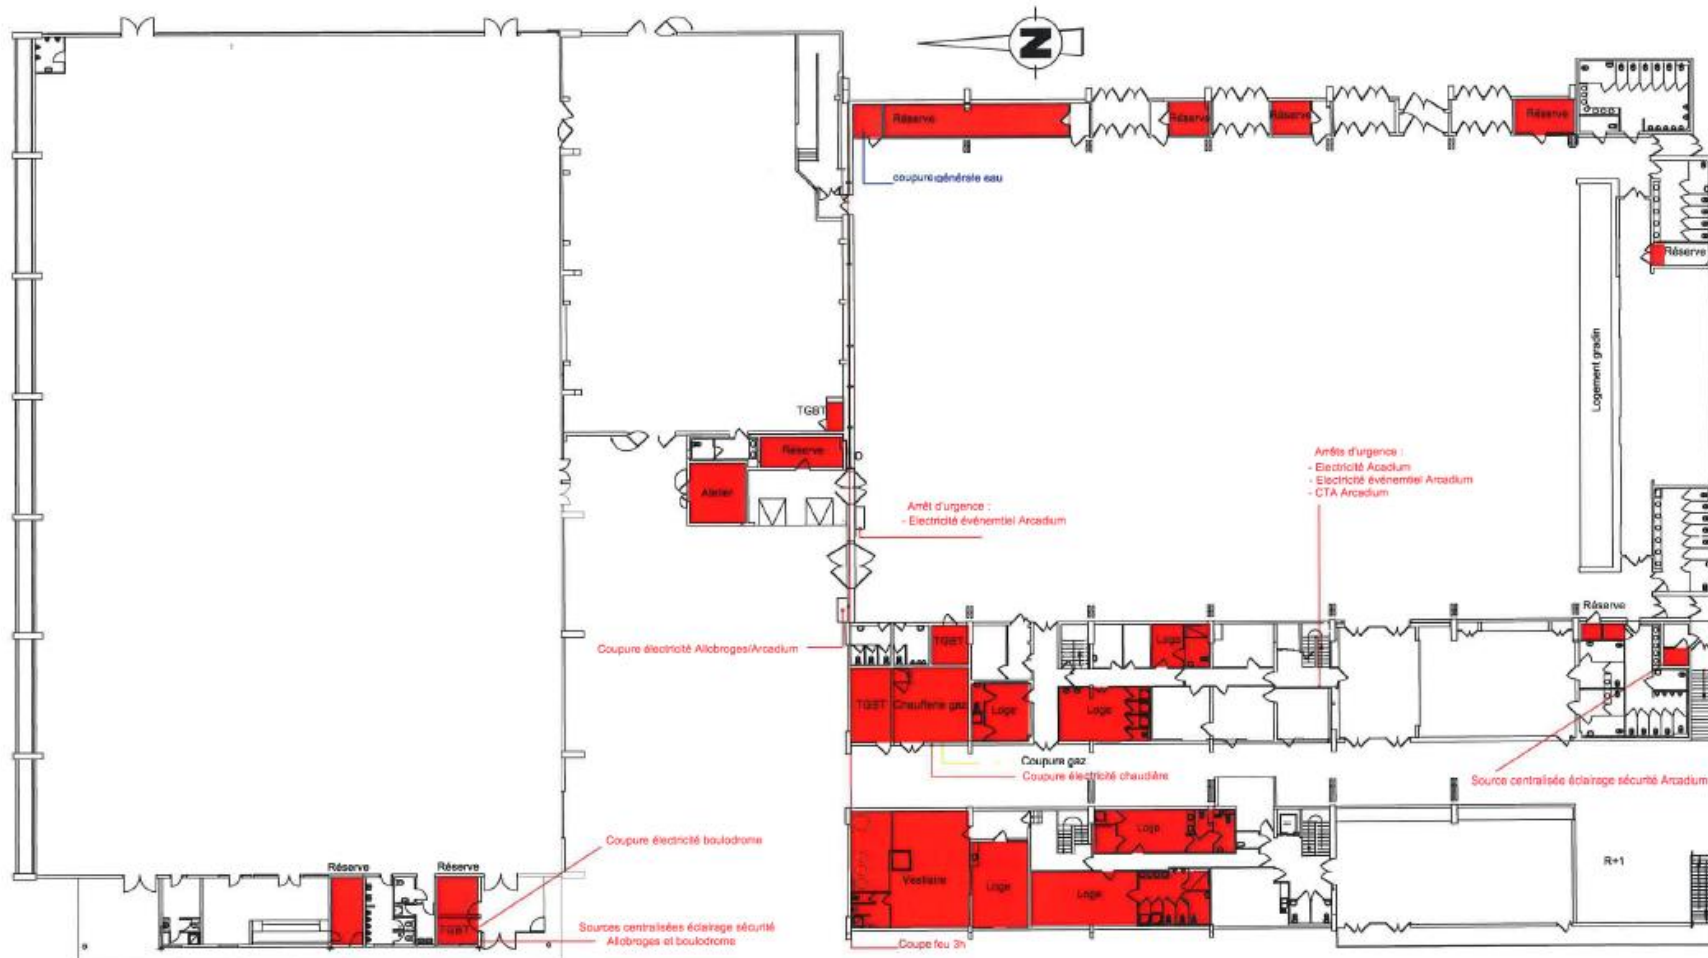 N
Réserve
Réserve
Réserve
Réserve
coupure générale eau
Réserve
Logement gradin
TGBT
Réserve
Atelier
Arrêts d'urgence :
- Electricité Acadium
- Electricité événemtiel Arcadium
- CTA Arcadium
Arrêt d'urgence :
- Electricité événemtiel Arcadium
Réserve
Coupure électricité Allobroges/Arcadium
TGBT
Loge
TGBT
Chaufferie gaz
Loge
Loge
Coupure gaz
Coupure électricité chaudière
Source centralisée éclairage sécurité Arcadium
Coupure électricité boulodrome
Loge
R+1
Réserve
Réserve
Vestiaire
Loge
Loge
TGBT
Sources centralisées éclairage sécurité
Allobroges et boulodrome
Coupe feu 3h